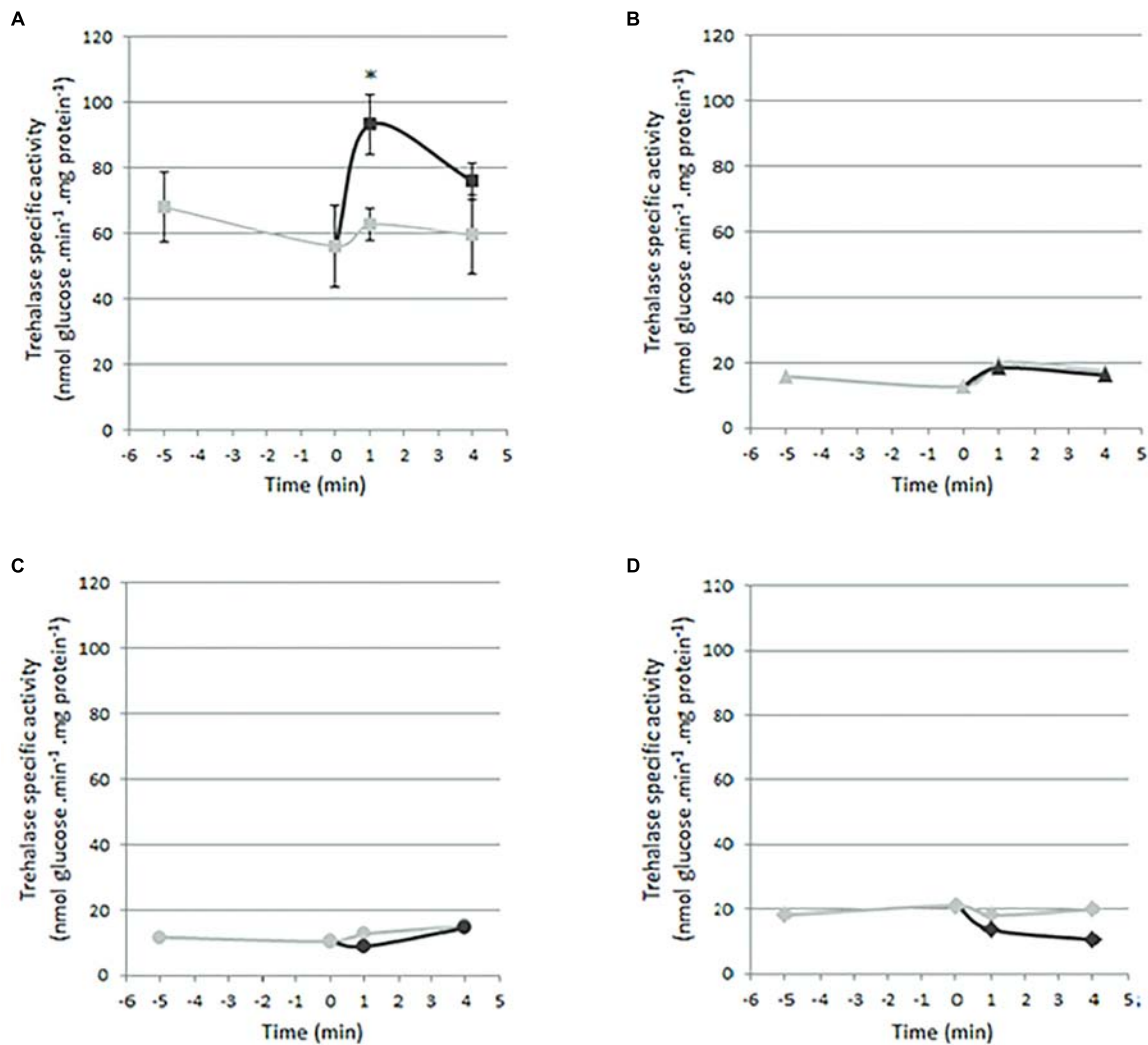 A
Trehalase specific activity
(nmol glucose .min⁻¹ .mg protein⁻¹)
120
100
80
60
40
20
0
*
-6 -5 -4 -3 -2 -1 0 1 2 3 4 5
Time (min)
B
Trehalase specific activity
(nmol glucose .min⁻¹ .mg protein⁻¹)
120
100
80
60
40
20
0
-6 -5 -4 -3 -2 -1 0 1 2 3 4 5
Time (min)
C
Trehalase specific activity
(nmol glucose .min⁻¹ .mg protein⁻¹)
120
100
80
60
40
20
0
-6 -5 -4 -3 -2 -1 0 1 2 3 4 5
Time (min)
D
Trehalase specific activity
(nmol glucose .min⁻¹ .mg protein⁻¹)
120
100
80
60
40
20
0
-6 -5 -4 -3 -2 -1 0 1 2 3 4 5
Time (min)